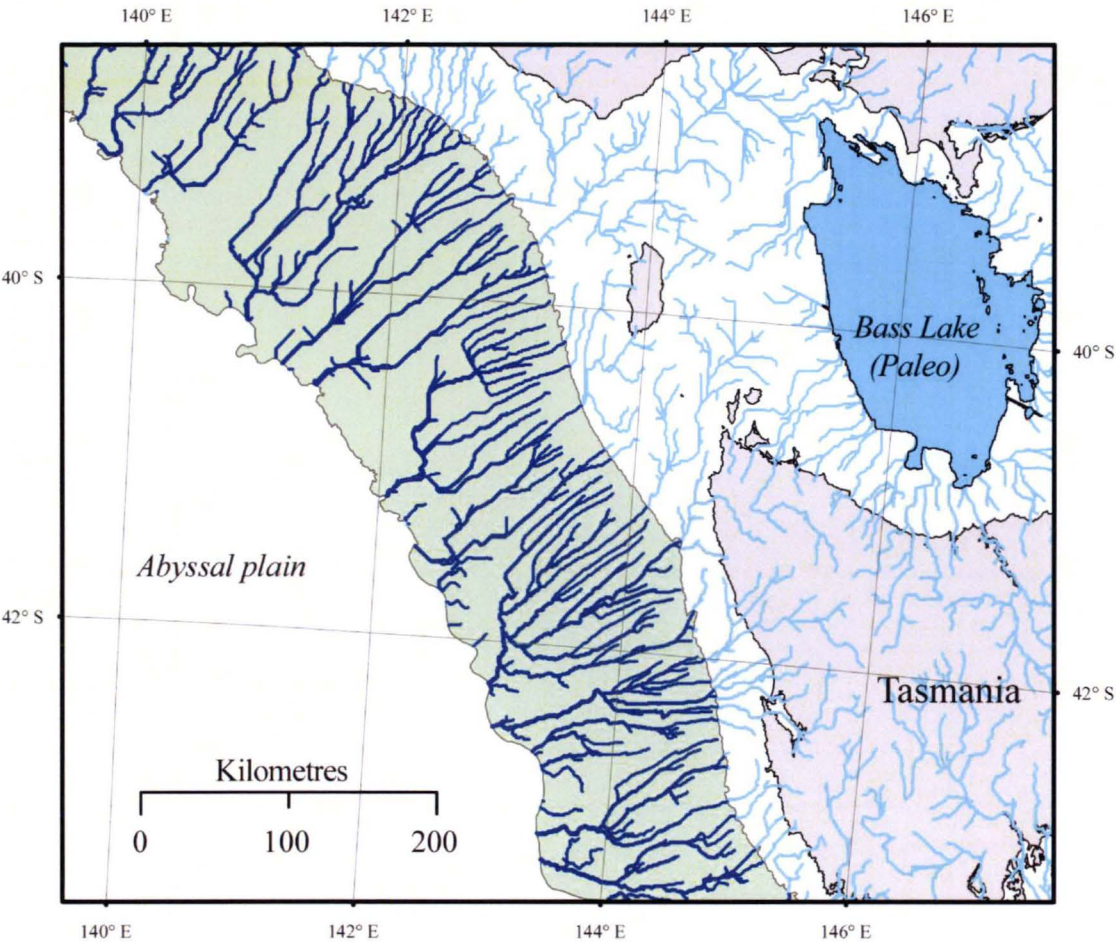 140° E
142° E
144° E
146° E
40° S
Bass Lake
(Paleo)
40° S
Abyssal plain
42° S
Tasmania
42° S
Kilometres
0
100
200
140° E
142° E
144° E
146° E